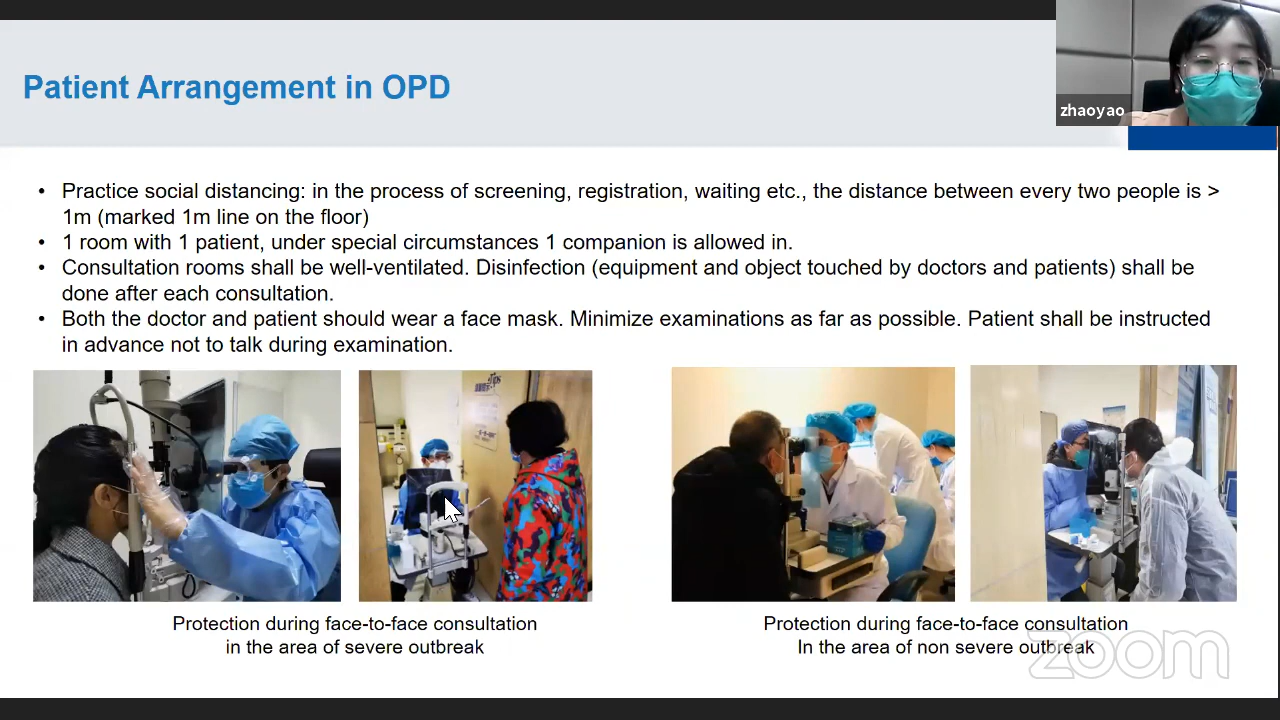 Patient Arrangement in OPD
zhaoyao
• Practice social distancing: in the process of screening, registration, waiting etc., the distance between every two people is >
1m (marked 1m line on the floor)
• 1 room with 1 patient, under special circumstances 1 companion is allowed in.
• Consultation rooms shall be well-ventilated. Disinfection (equipment and object touched by doctors and patients) shall be
done after each consultation.
• Both the doctor and patient should wear a face mask. Minimize examinations as far as possible. Patient shall be instructed
in advance not to talk during examination.
Protection during face-to-face consultation
in the area of severe outbreak
Protection during face-to-face consultation
In the area of non severe outbreak
zoom